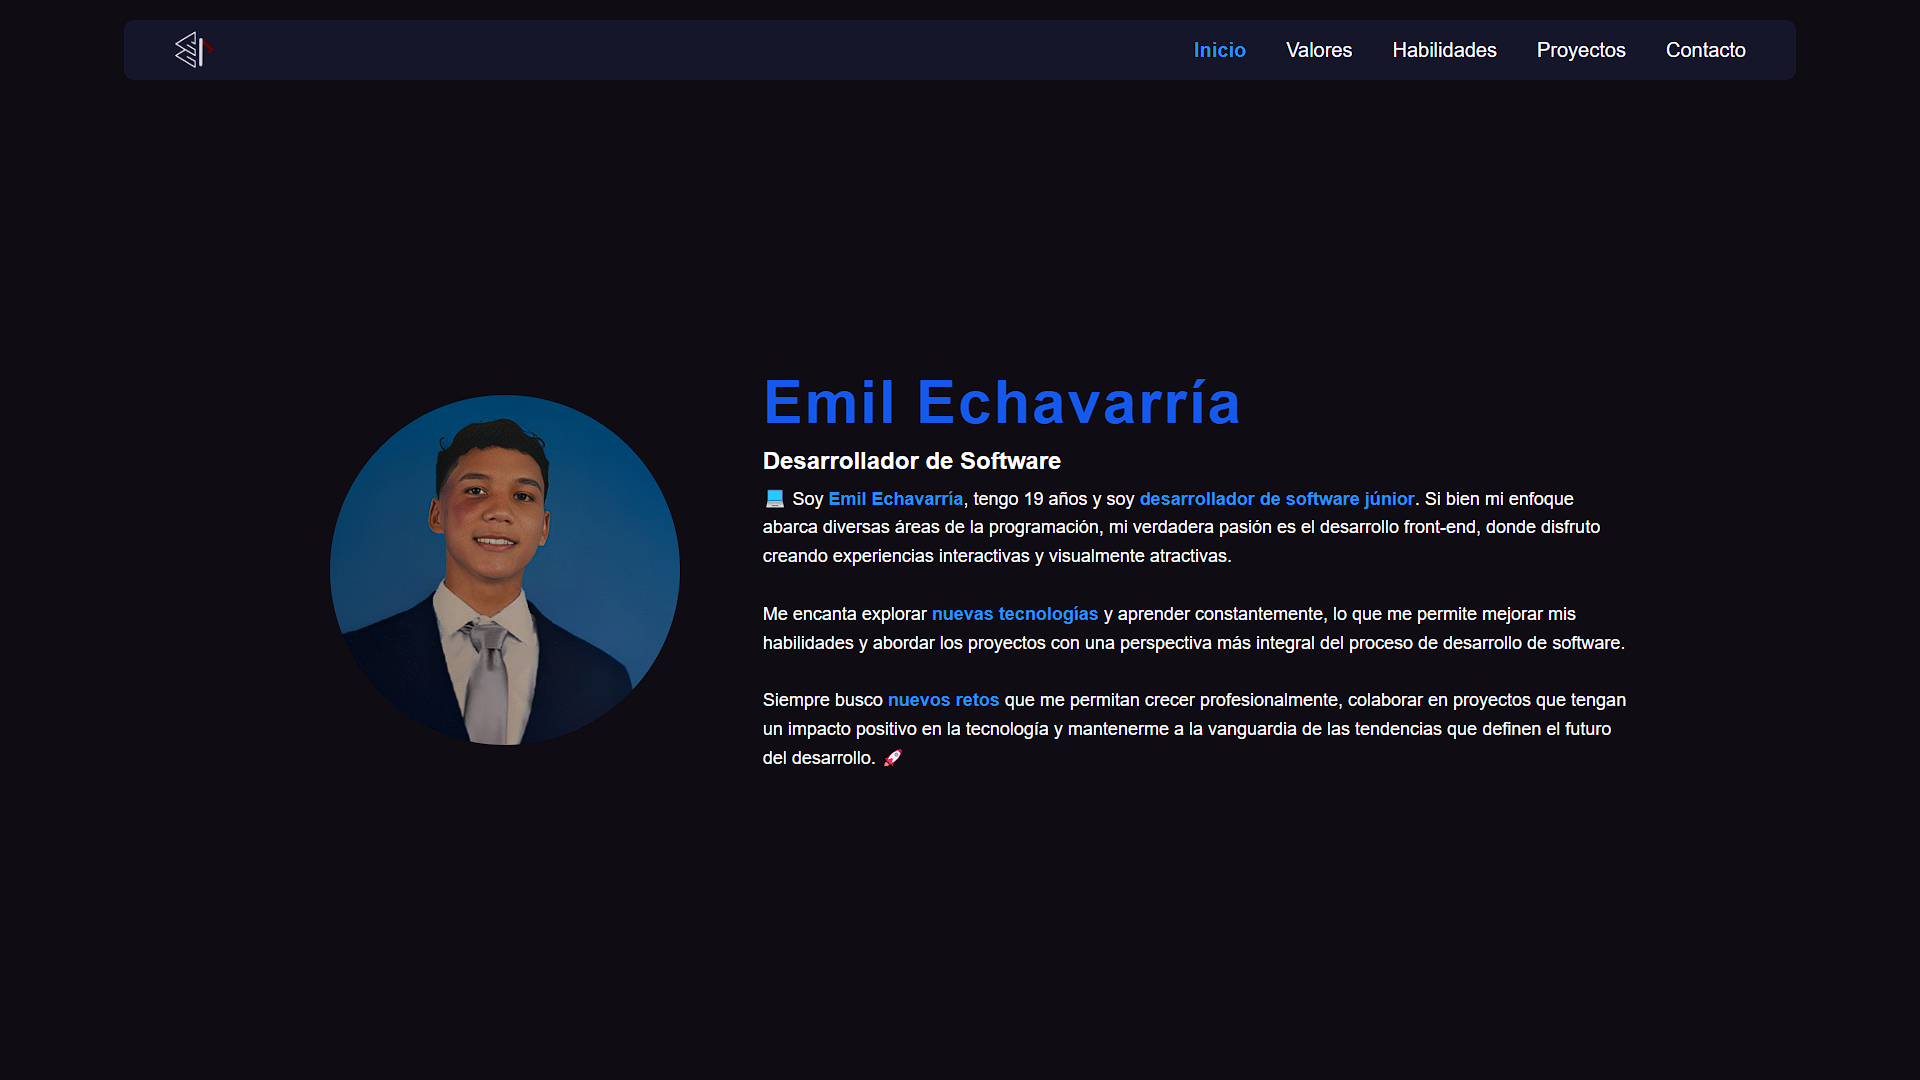 Inicio Valores Habilidades Proyectos Contacto
Emil Echavarría
Desarrollador de Software
💻 Soy Emil Echavarría, tengo 19 años y soy desarrollador de software júnior. Si bien mi enfoque
abarca diversas áreas de la programación, mi verdadera pasión es el desarrollo front-end, donde disfruto
creando experiencias interactivas y visualmente atractivas.
Me encanta explorar nuevas tecnologías y aprender constantemente, lo que me permite mejorar mis
habilidades y abordar los proyectos con una perspectiva más integral del proceso de desarrollo de software.
Siempre busco nuevos retos que me permitan crecer profesionalmente, colaborar en proyectos que tengan
un impacto positivo en la tecnología y mantenerme a la vanguardia de las tendencias que definen el futuro
del desarrollo. 🚀